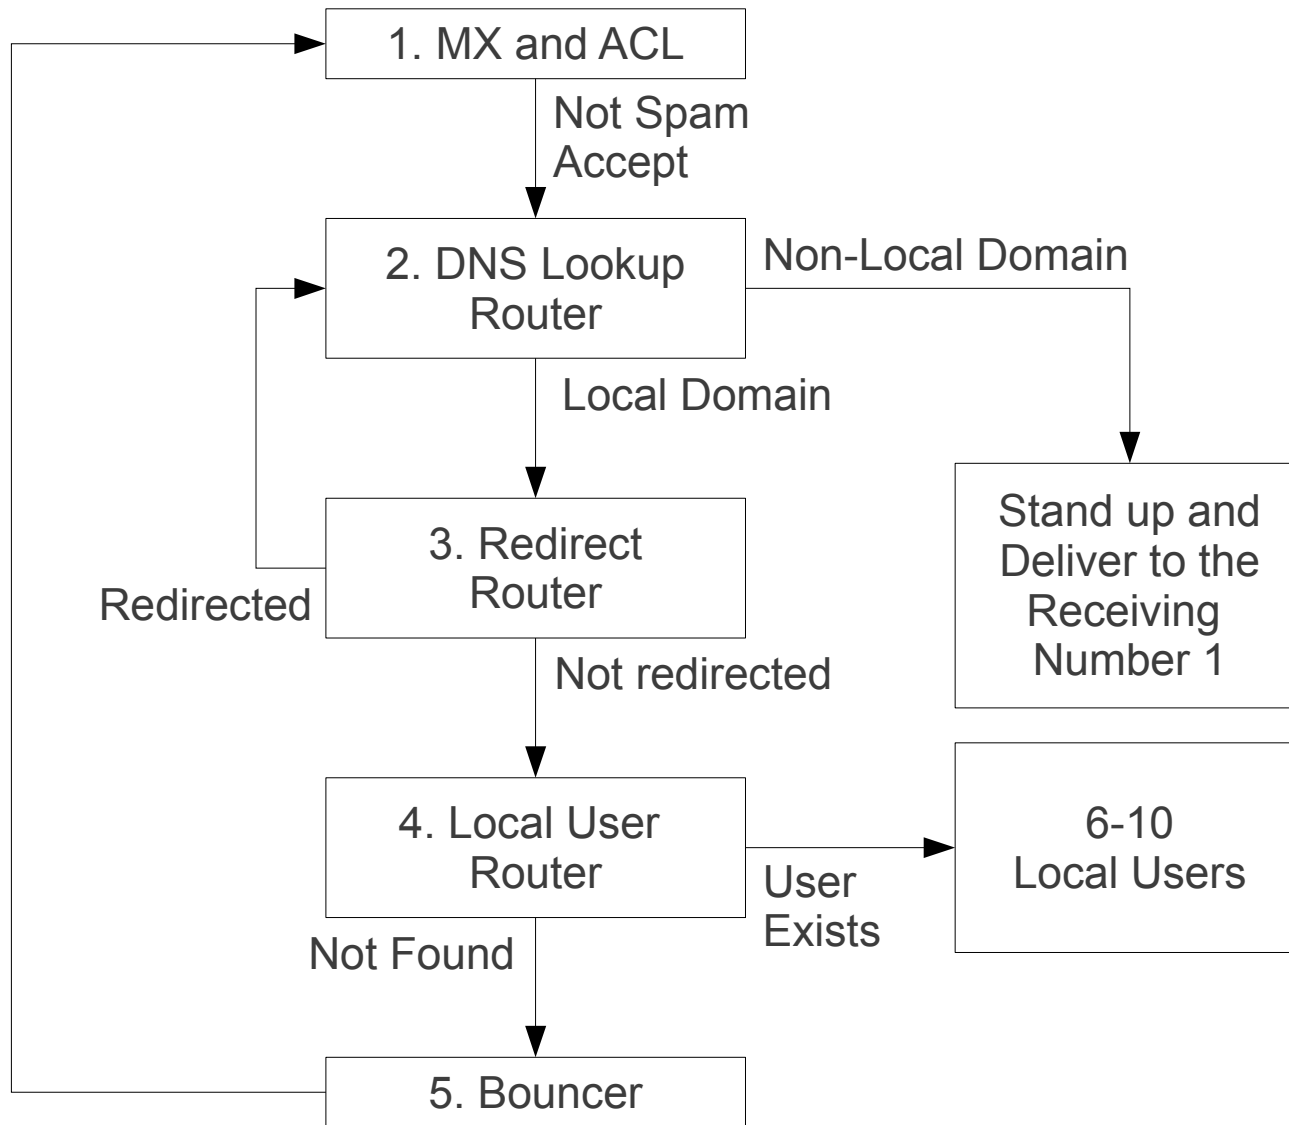 1. MX and ACL
Not Spam
Accept
2. DNS Lookup
Router
Non-Local Domain
Local Domain
3. Redirect
Router
Redirected
Stand up and
Deliver to the
Receiving
Number 1
Not redirected
4. Local User
Router
User
Exists
6-10
Local Users
Not Found
5. Bouncer